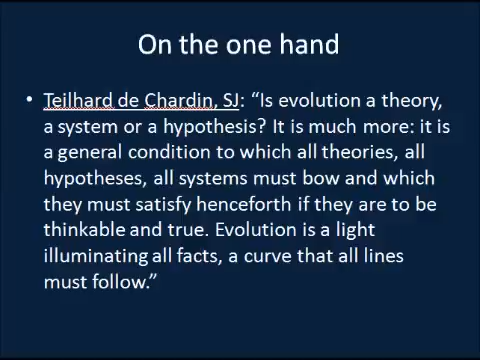 On the one hand
• Teilhard de Chardin, SJ: “Is evolution a theory,
a system or a hypothesis? It is much more: it is
a general condition to which all theories, all
hypotheses, all systems must bow and which
they must satisfy henceforth if they are to be
thinkable and true. Evolution is a light
illuminating all facts, a curve that all lines
must follow.”